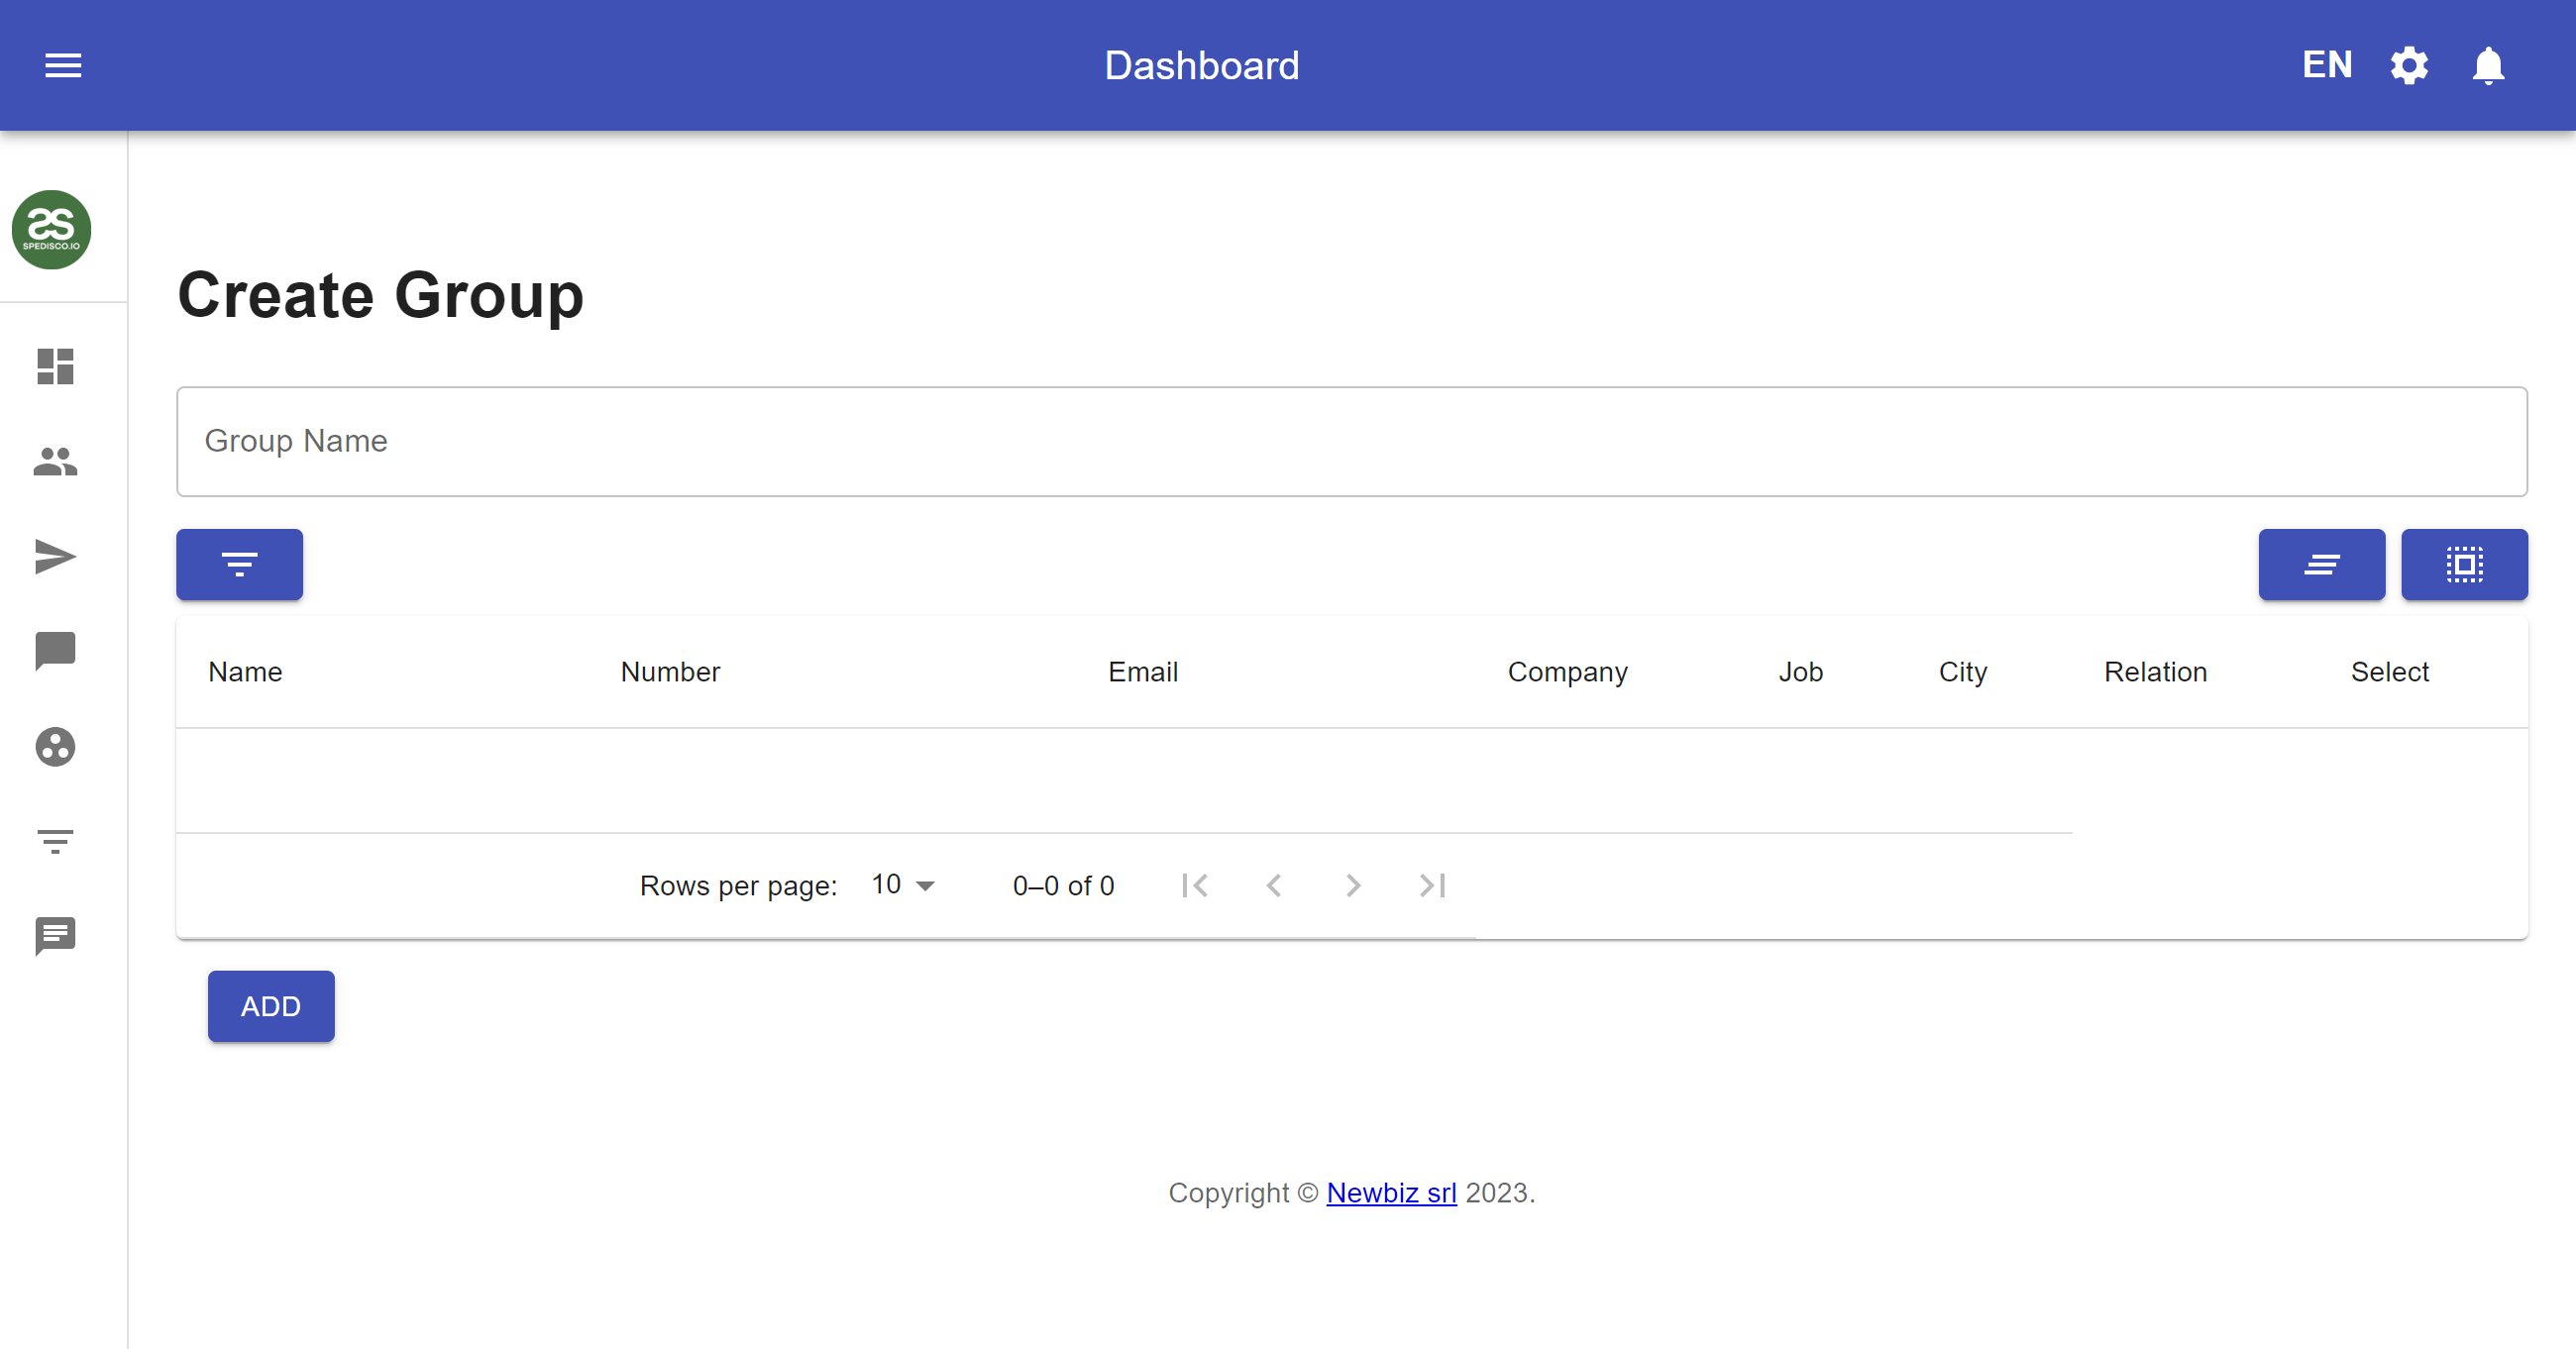 Dashboard EN
SPEDISCO.IO
Create Group
Group Name
Name Number Email Company Job City Relation Select
Rows per page: 10 0–0 of 0
ADD
Copyright © Newbiz srl 2023.